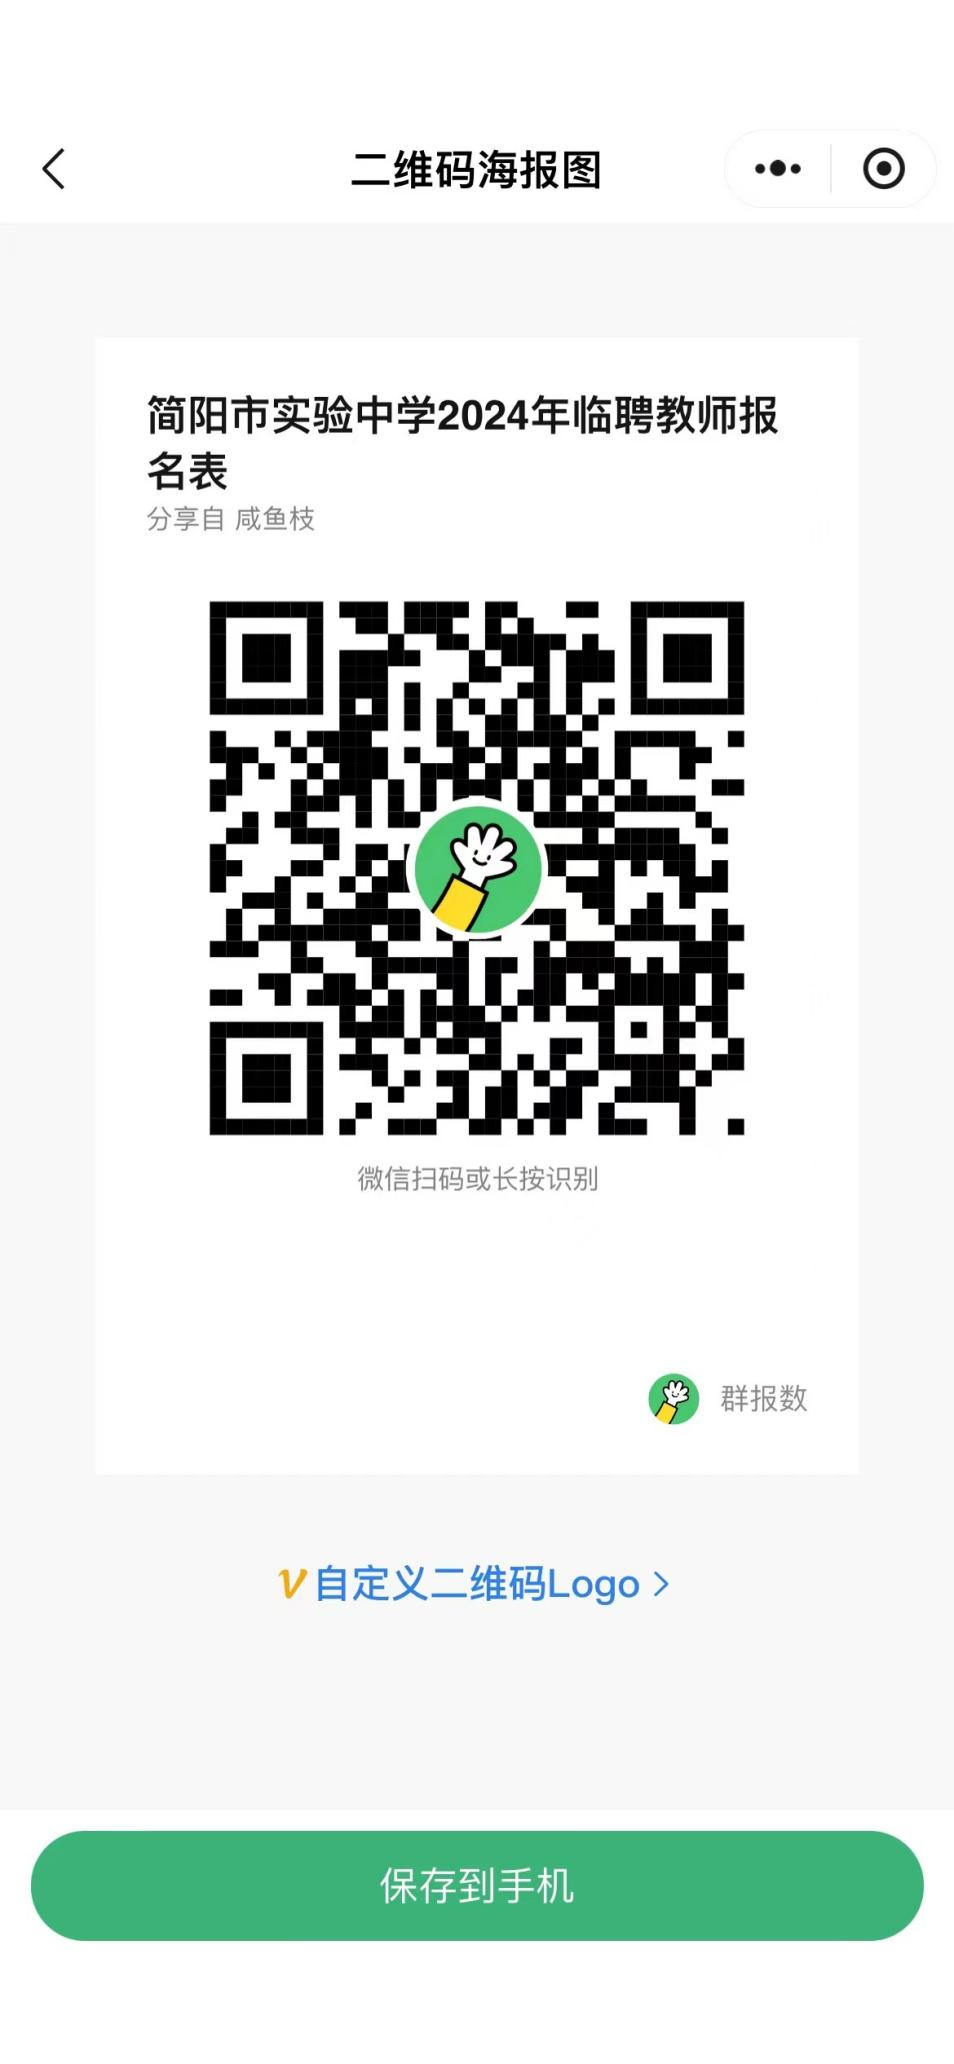 二维码海报图
简阳市实验中学2024年临聘教师报
名表
分享自 咸鱼枝
微信扫码或长按识别
群报数
自定义二维码Logo
保存到手机